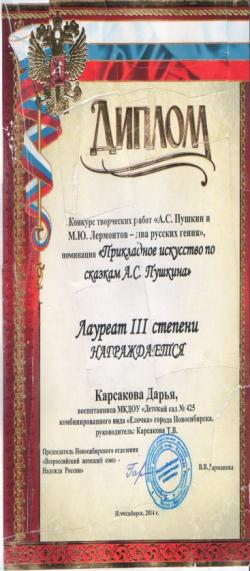 ДИПЛОМ
Конкурс творческих работ «А.С. Пушкин и
М.Ю. Лермонтов – два русских гения»,
номинация «Прикладное искусство по
сказкам А.С. Пушкина»
Лауреат III степени
НАГРАЖДАЕТСЯ
Карсакова Дарья,
воспитанница МКДОУ «Детский сад № 425
комбинированного вида «Ёлочка» города Новосибирска,
руководитель: Карсакова Т.В.
Председатель Новосибирского отделения
«Всероссийский женский союз -
Надежда России»
В.В.
Новосибирск, 2014 г.